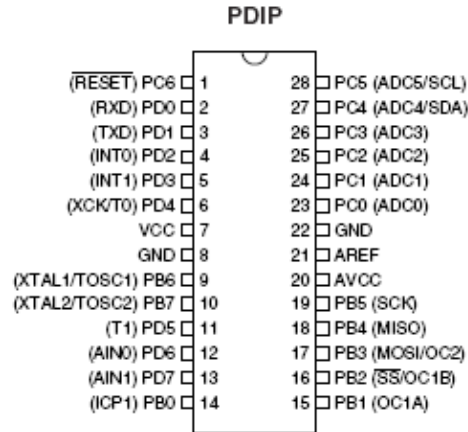 PDIP
(RESET) PC6 1 28 PC5 (ADC5/SCL)
(RXD) PD0 2 27 PC4 (ADC4/SDA)
(TXD) PD1 3 26 PC3 (ADC3)
(INT0) PD2 4 25 PC2 (ADC2)
(INT1) PD3 5 24 PC1 (ADC1)
(XCK/T0) PD4 6 23 PC0 (ADC0)
VCC 7 22 GND
GND 8 21 AREF
(XTAL1/TOSC1) PB6 9 20 AVCC
(XTAL2/TOSC2) PB7 10 19 PB5 (SCK)
(T1) PD5 11 18 PB4 (MISO)
(AIN0) PD6 12 17 PB3 (MOSI/OC2)
(AIN1) PD7 13 16 PB2 (SS/OC1B)
(ICP1) PB0 14 15 PB1 (OC1A)